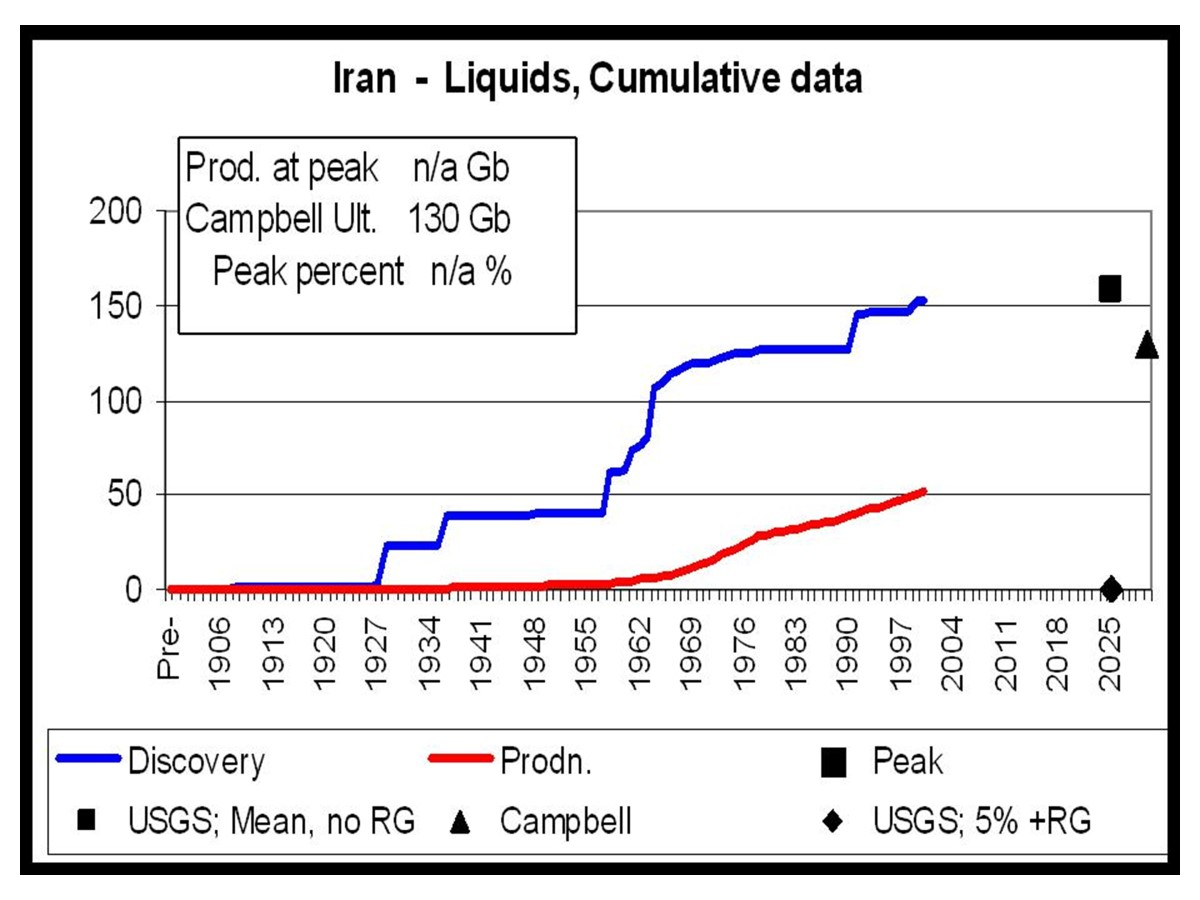 Iran - Liquids, Cumulative data
Prod. at peak n/a Gb
Campbell Ult. 130 Gb
Peak percent n/a %
200
150
100
50
0
Pre- 1906 1913 1920 1927 1934 1941 1948 1955 1962 1969 1976 1983 1990 1997 2004 2011 2018 2025
Discovery Prodn. Peak
USGS; Mean, no RG Campbell USGS; 5% +RG